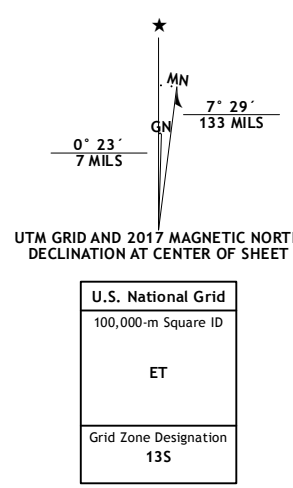 ★
MN
7° 29´
133 MILS
GN
0° 23´
7 MILS
UTM GRID AND 2017 MAGNETIC NORT
DECLINATION AT CENTER OF SHEET
U.S. National Grid
100,000-m Square ID
ET
Grid Zone Designation
13S